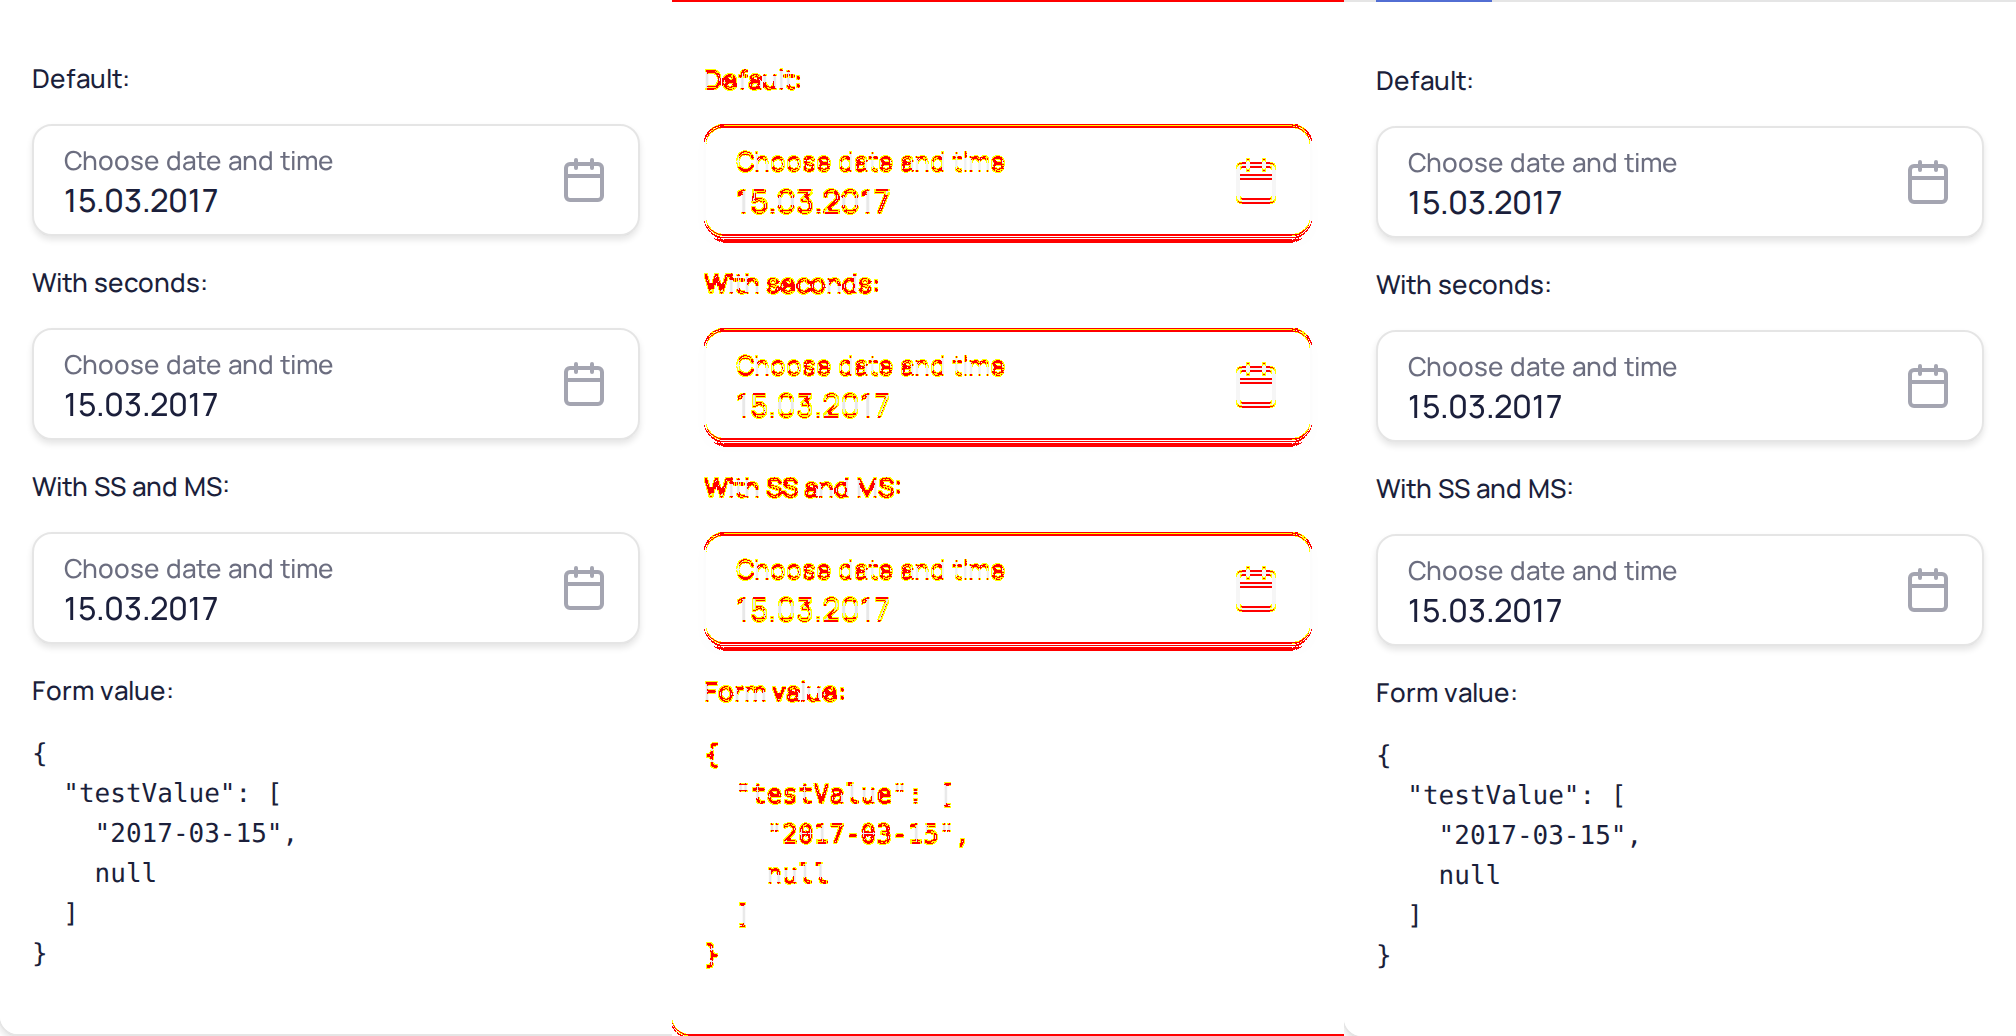 Default:
Choose date and time
15.03.2017
With seconds:
Choose date and time
15.03.2017
With SS and MS:
Choose date and time
15.03.2017
Form value:
{
  "testValue": [
    "2017-03-15",
    null
  ]
}
Default:
Choose date and time
15.03.2017
With seconds:
Choose date and time
15.03.2017
With SS and MS:
Choose date and time
15.03.2017
Form value:
{
  "testValue": [
    "2017-03-15",
    null
  ]
}
Default:
Choose date and time
15.03.2017
With seconds:
Choose date and time
15.03.2017
With SS and MS:
Choose date and time
15.03.2017
Form value:
{
  "testValue": [
    "2017-03-15",
    null
  ]
}